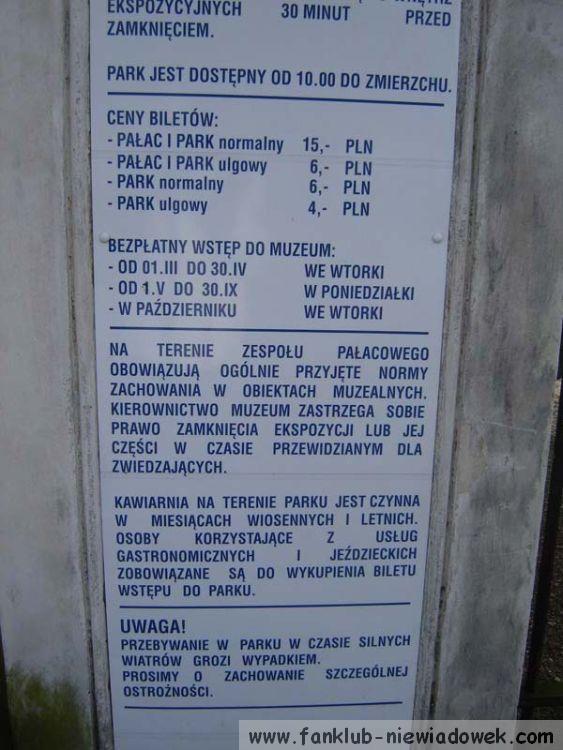 EKSPOZYCYJNYCH 30 MINUT PRZED
ZAMKNIĘCIEM.
PARK JEST DOSTĘPNY OD 10.00 DO ZMIERZCHU.
CENY BILETÓW:
- PAŁAC I PARK normalny 15,- PLN
- PAŁAC I PARK ulgowy 6,- PLN
- PARK normalny 6,- PLN
- PARK ulgowy 4,- PLN
BEZPŁATNY WSTĘP DO MUZEUM:
- OD 01.III DO 30.IV WE WTORKI
- OD 1.V DO 30.IX W PONIEDZIAŁKI
- W PAŹDZIERNIKU WE WTORKI
NA TERENIE ZESPOŁU PAŁACOWEGO
OBOWIĄZUJĄ OGÓLNIE PRZYJĘTE NORMY
ZACHOWANIA W OBIEKTACH MUZEALNYCH.
KIEROWNICTWO MUZEUM ZASTRZEGA SOBIE
PRAWO ZAMKNIĘCIA EKSPOZYCJI LUB JEJ
CZĘŚCI W CZASIE PRZEWIDZIANYM DLA
ZWIEDZAJĄCYCH.
KAWIARNIA NA TERENIE PARKU JEST CZYNNA
W MIESIĄCACH WIOSENNYCH I LETNICH.
OSOBY KORZYSTAJĄCE Z USŁUG
GASTRONOMICZNYCH I JEŹDZIECKICH
ZOBOWIĄZANE SĄ DO WYKUPIENIA BILETU
WSTĘPU DO PARKU.
UWAGA!
PRZEBYWANIE W PARKU W CZASIE SILNYCH
WIATRÓW GROZI WYPADKIEM.
PROSIMY O ZACHOWANIE SZCZEGÓLNEJ
OSTROŻNOŚCI.
www.fanklub-niewiadowek.com